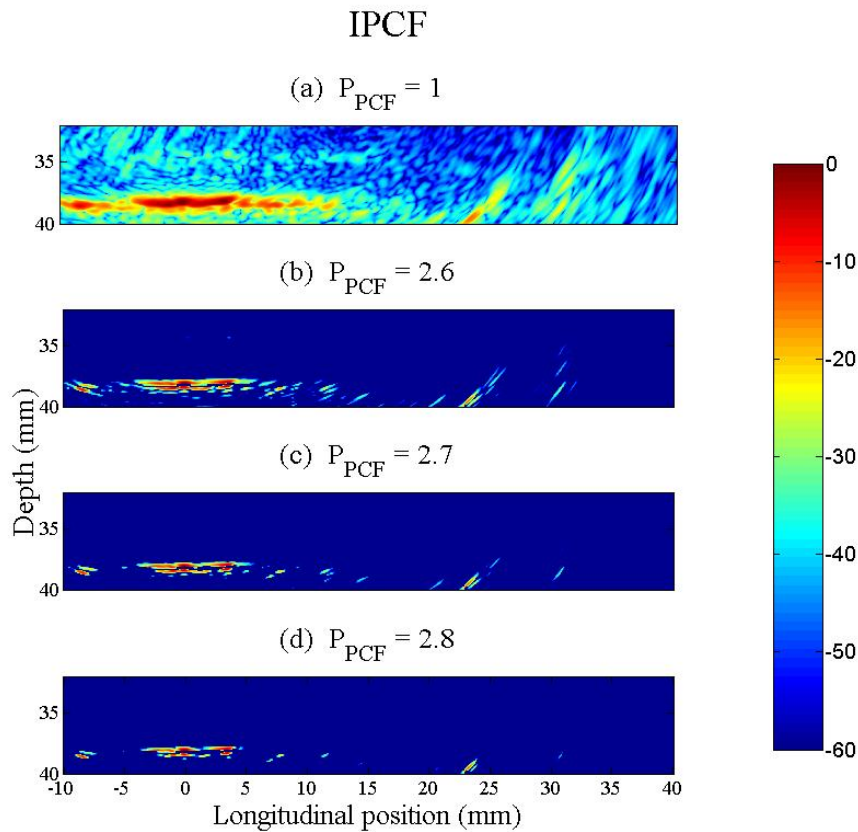 IPCF
(a) P_PCF = 1
35
40
(b) P_PCF = 2.6
35
40
(c) P_PCF = 2.7
35
40
(d) P_PCF = 2.8
35
40
-10 -5 0 5 10 15 20 25 30 35 40
Longitudinal position (mm)
Depth (mm)
0
-10
-20
-30
-40
-50
-60